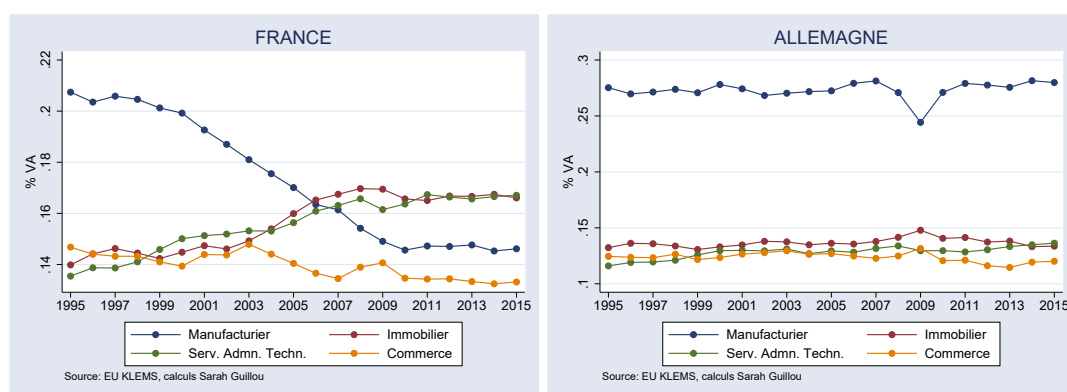 FRANCE
% VA
.22
.2
.18
.16
.14
1995 1997 1999 2001 2003 2005 2007 2009 2011 2013 2015
Manufacturier Immobilier
Serv. Admn. Techn. Commerce
Source: EU KLEMS, calculs Sarah Guillou
ALLEMAGNE
% VA
.3
.25
.2
.15
.1
1995 1997 1999 2001 2003 2005 2007 2009 2011 2013 2015
Manufacturier Immobilier
Serv. Admn. Techn. Commerce
Source: EU KLEMS, calculs Sarah Guillou